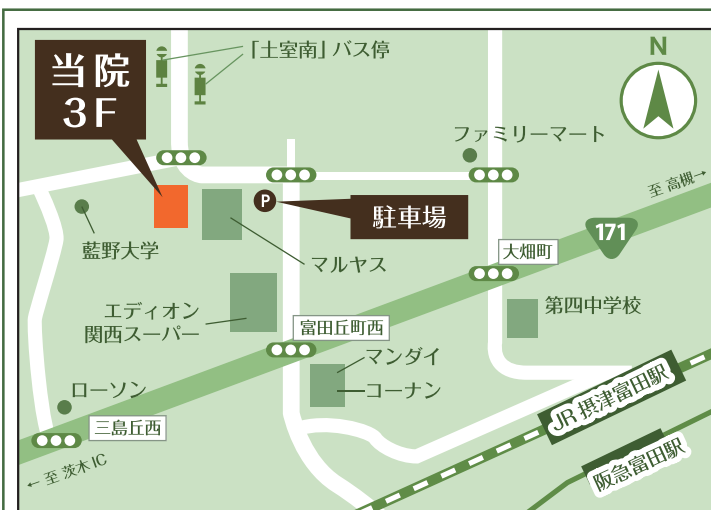 「土室南」バス停
当院
3F
N
ファミリーマート
至 高槻→
P
駐車場
171
藍野大学
マルヤス
大畑町
エディオン
関西スーパー
第四中学校
富田丘町西
マンダイ
コーナン
ローソン
三島丘西
JR 摂津富田駅
阪急富田駅
← 至 茨木IC